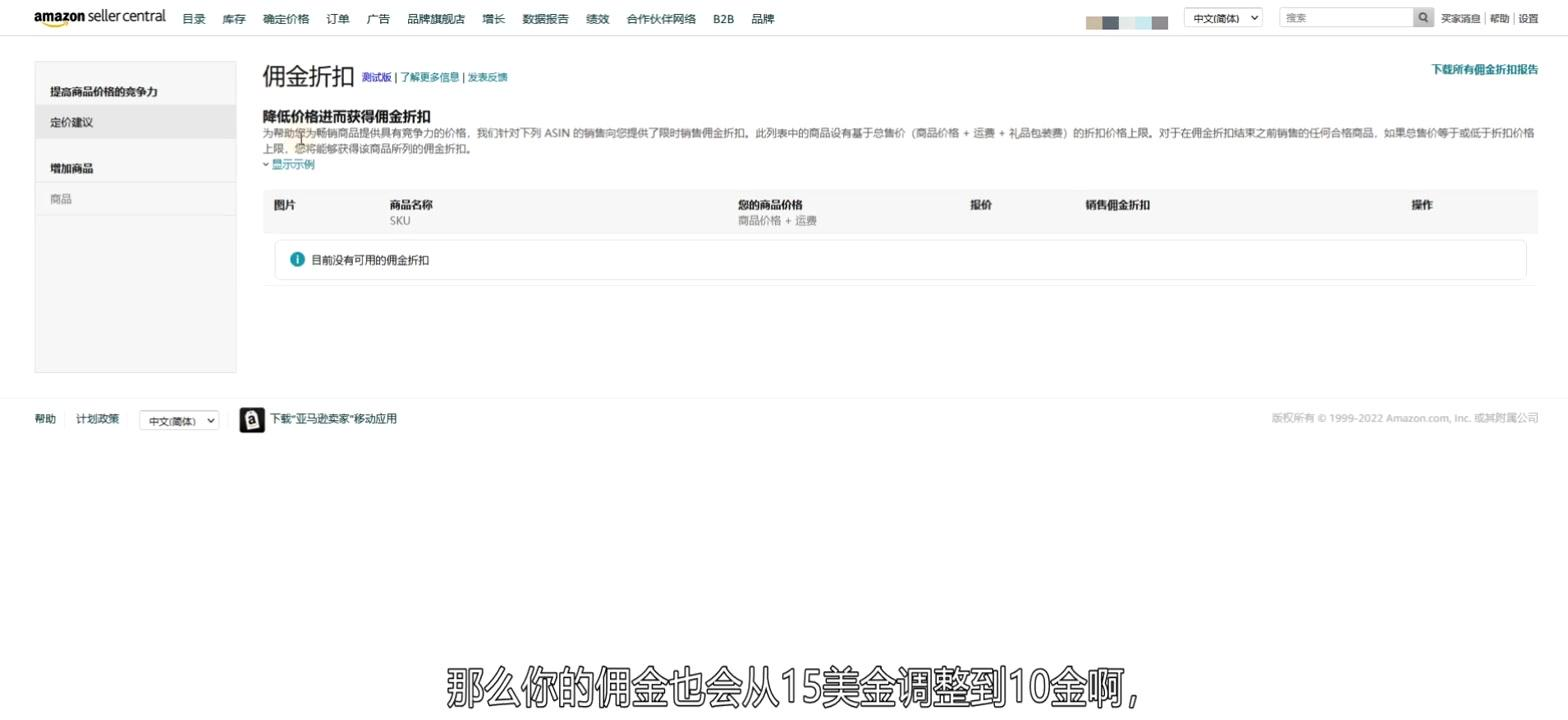 amazon seller central 目录 库存 确定价格 订单 广告 品牌旗舰店 增长 数据报告 绩效 合作伙伴网络 B2B 品牌 中文(简体) 搜索 买家消息 | 帮助 | 设置
提高商品价格的竞争力
定价建议
增加商品
商品
佣金折扣 测试版 | 了解更多信息 | 发表反馈
下载所有佣金折扣报告
降低价格进而获得佣金折扣
为帮助您为畅销商品提供具有竞争力的价格，我们针对下列 ASIN 的销售向您提供了限时销售佣金折扣。此列表中的商品设有基于总售价（商品价格 + 运费 + 礼品包装费）的折扣价格上限。对于在佣金折扣结束之前销售的任何合格商品，如果总售价等于或低于折扣价格
上限，您将能够获得该商品所列的佣金折扣。
显示示例
图片 商品名称 您的商品价格 报价 销售佣金折扣 操作
SKU 商品价格 + 运费
目前没有可用的佣金折扣
帮助 计划政策 中文(简体) 下载"亚马逊卖家"移动应用 版权所有 © 1999-2022 Amazon.com, Inc. 或其附属公司
那么你的佣金也会从15美金调整到10金啊，